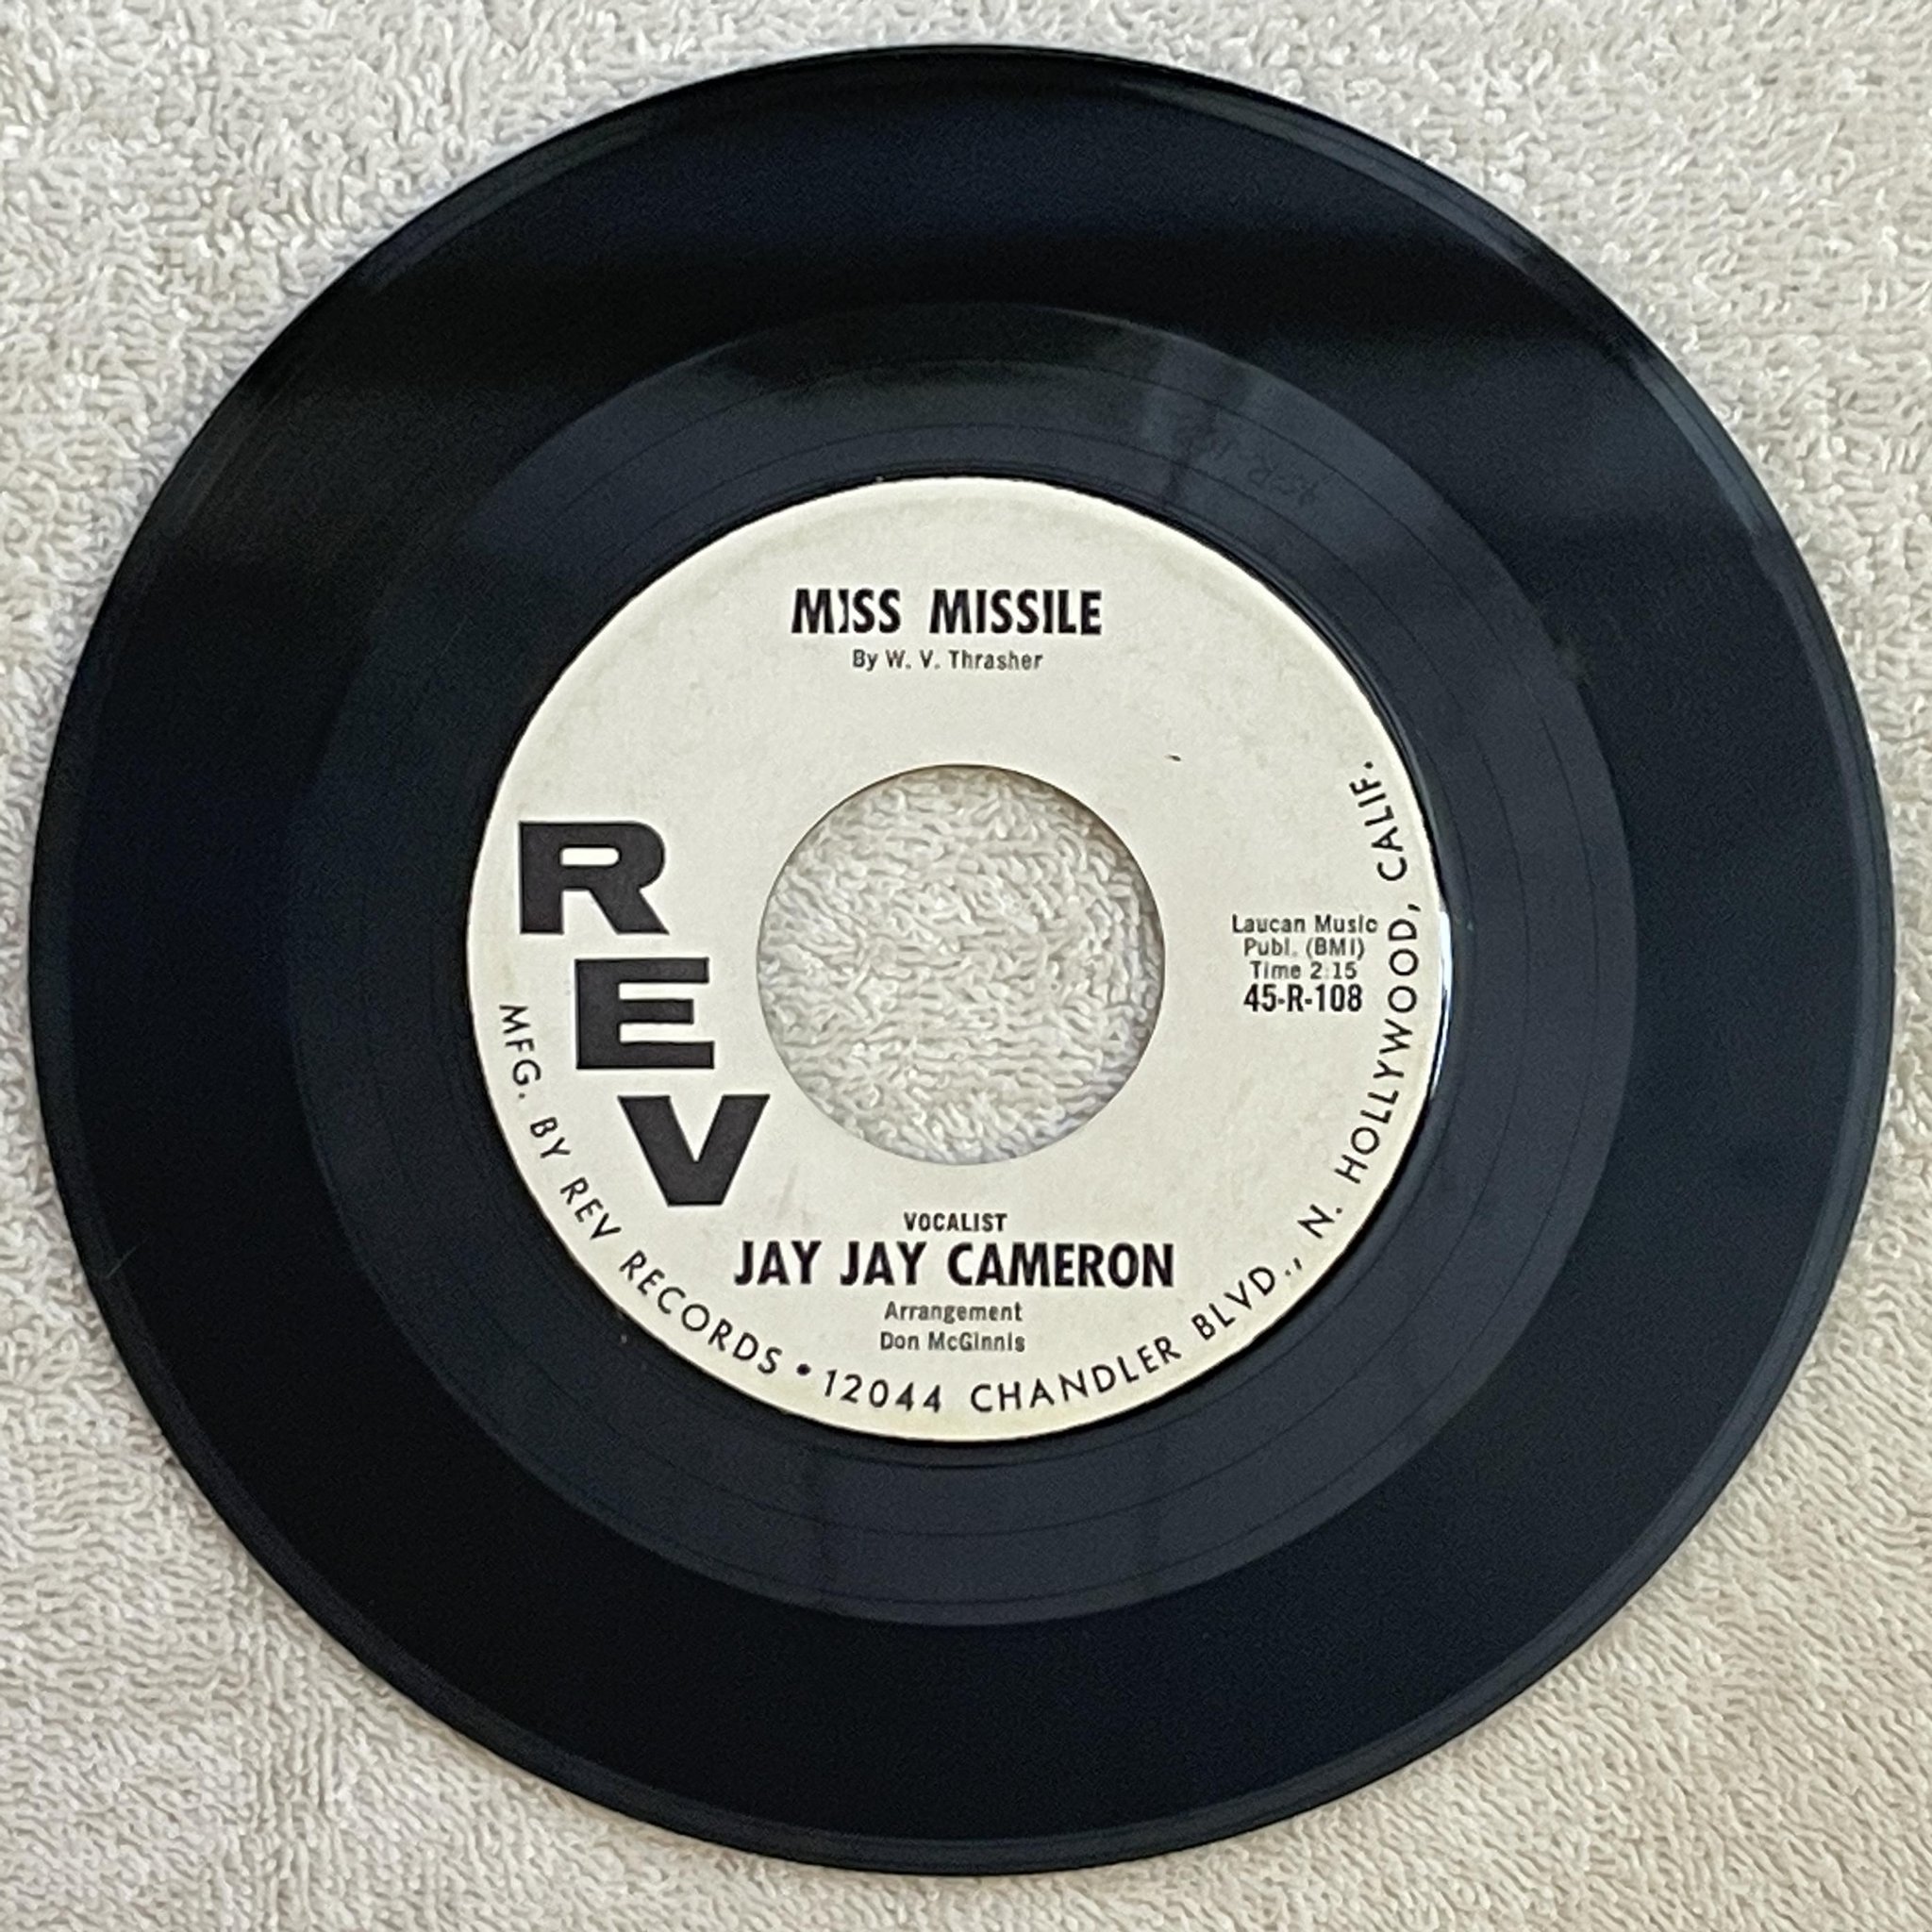 MISS MISSILE
By W. V. Thrasher
REV
Laucan Music
Publ. (BMI)
Time 2:15
45-R-108
VOCALIST
JAY JAY CAMERON
Arrangement
Don McGinnis
MFG. BY REV RECORDS • 12044 CHANDLER BLVD., N. HOLLYWOOD, CALIF.